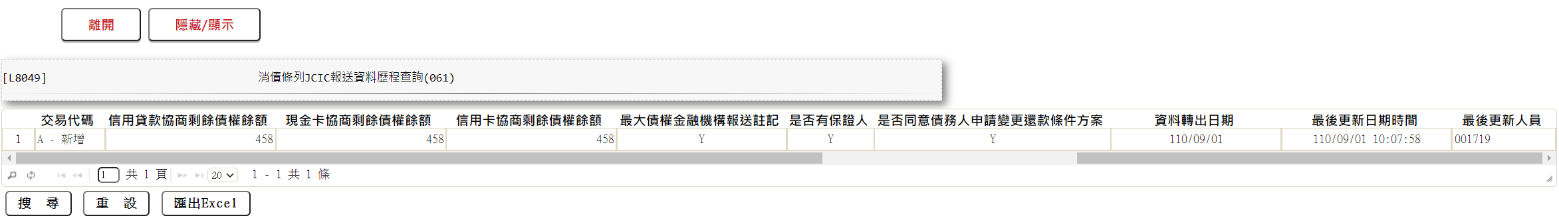 離開 隱藏/顯示
[L8049] 消債條列JCIC報送資料歷程查詢(061)
交易代碼 信用貸款協商剩餘債權餘額 現金卡協商剩餘債權餘額 信用卡協商剩餘債權餘額 最大債權金融機構報送註記 是否有保證人 是否同意債務人申請變更還款條件方案 資料轉出日期 最後更新日期時間 最後更新人員
1 A - 新增 458 458 458 Y Y Y 110/09/01 110/09/01 10:07:58 001719
1 共 1 頁 20 1 - 1 共 1 條
搜 尋 重 設 匯出Excel